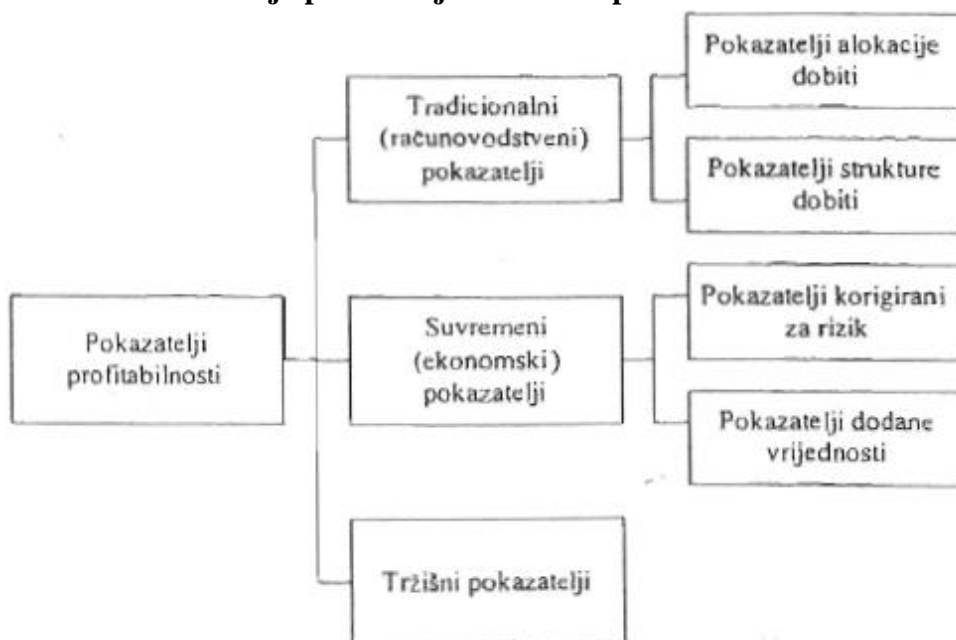 Pokazatelji
profitabilnosti
Tradicionalni
(računovodstveni)
pokazatelji
Pokazatelji alokacije
dobiti
Pokazatelji strukture
dobiti
Suvremeni
(ekonomski)
pokazatelji
Pokazatelji korigirani
za rizik
Pokazatelji dodane
vrijednosti
Tržišni pokazatelji